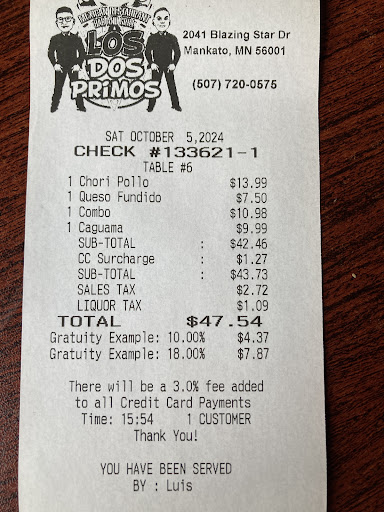 MEXICAN RESTAURANT
LOS
DOS
PRIMOS
2041 Blazing Star Dr
Mankato, MN 56001
(507) 720-0575
SAT OCTOBER 5,2024
CHECK #133621-1
TABLE #6
1 Chori Pollo $13.99
1 Queso Fundido $7.50
1 Combo $10.98
1 Caguama $9.99
SUB-TOTAL : $42.46
CC Surcharge : $1.27
SUB-TOTAL : $43.73
SALES TAX $2.72
LIQUOR TAX $1.09
TOTAL $47.54
Gratuity Example: 10.00% $4.37
Gratuity Example: 18.00% $7.87
There will be a 3.0% fee added
to all Credit Card Payments
Time: 15:54 1 CUSTOMER
Thank You!
YOU HAVE BEEN SERVED
BY : Luis